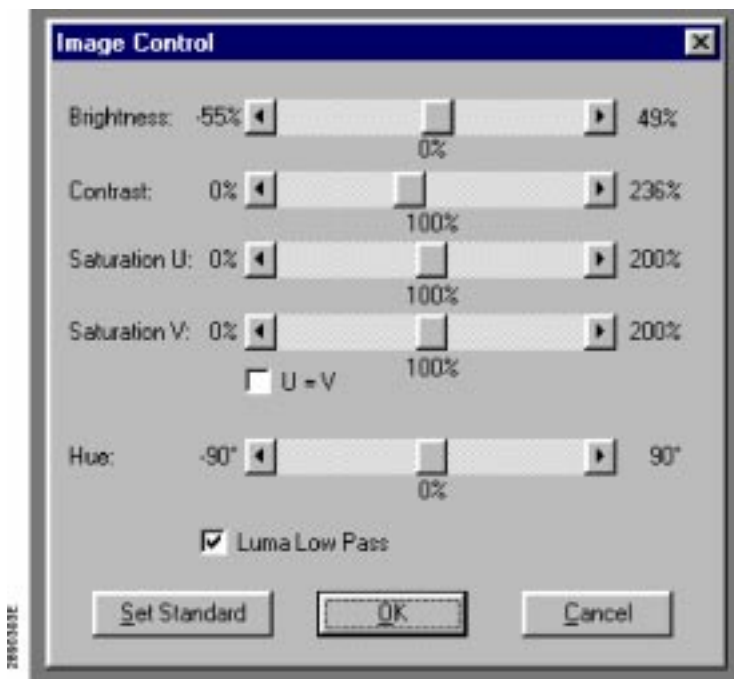 Image Control
Brightness: -55% 49%
0%
Contrast: 0% 236%
100%
Saturation U: 0% 200%
100%
Saturation V: 0% 200%
100%
U = V
Hue: -90° 90°
0%
Luma Low Pass
Set Standard OK Cancel